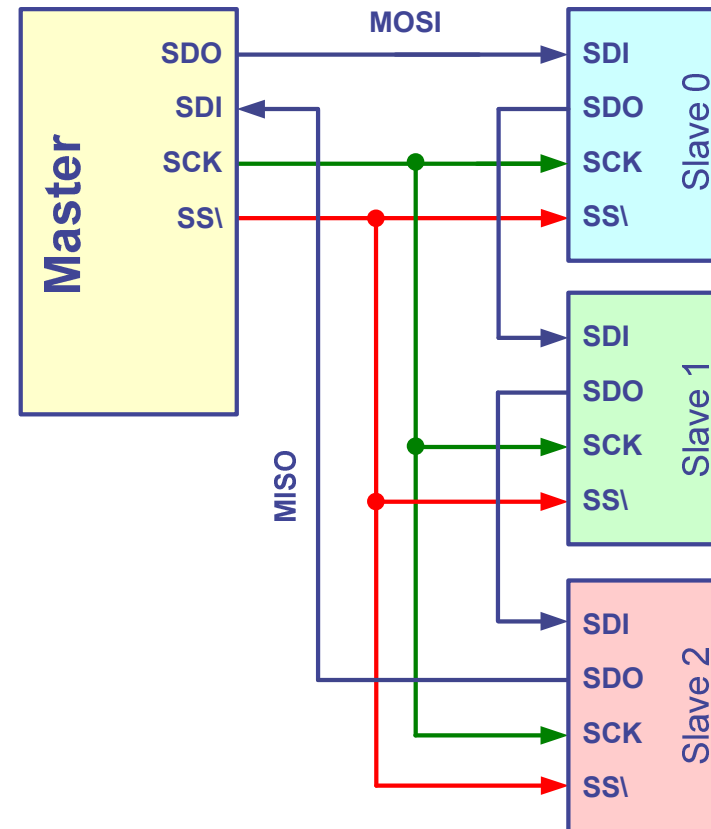 MOSI
Master
SDO
SDI
SCK
SS\
MISO
SDI
SDO
SCK
SS\
Slave 0
SDI
SDO
SCK
SS\
Slave 1
SDI
SDO
SCK
SS\
Slave 2